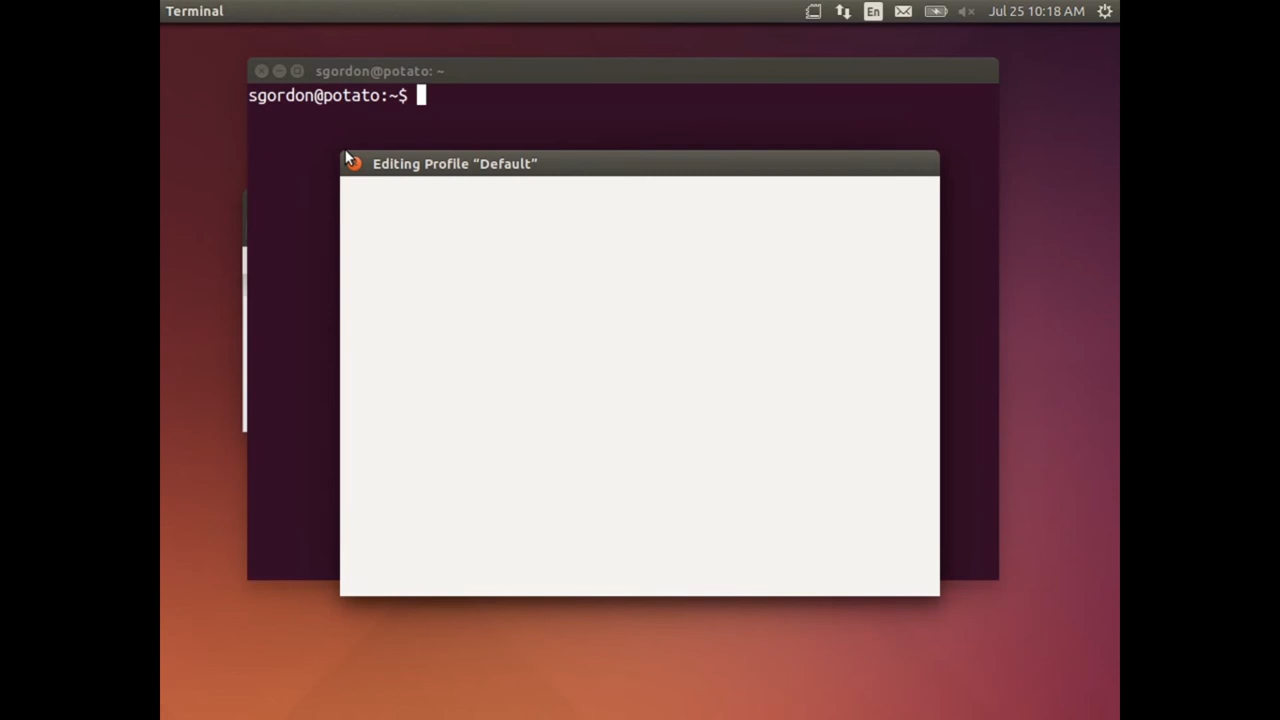 Terminal
En
Jul 25 10:18 AM
sgordon@potato: ~
sgordon@potato:~$
Editing Profile “Default”